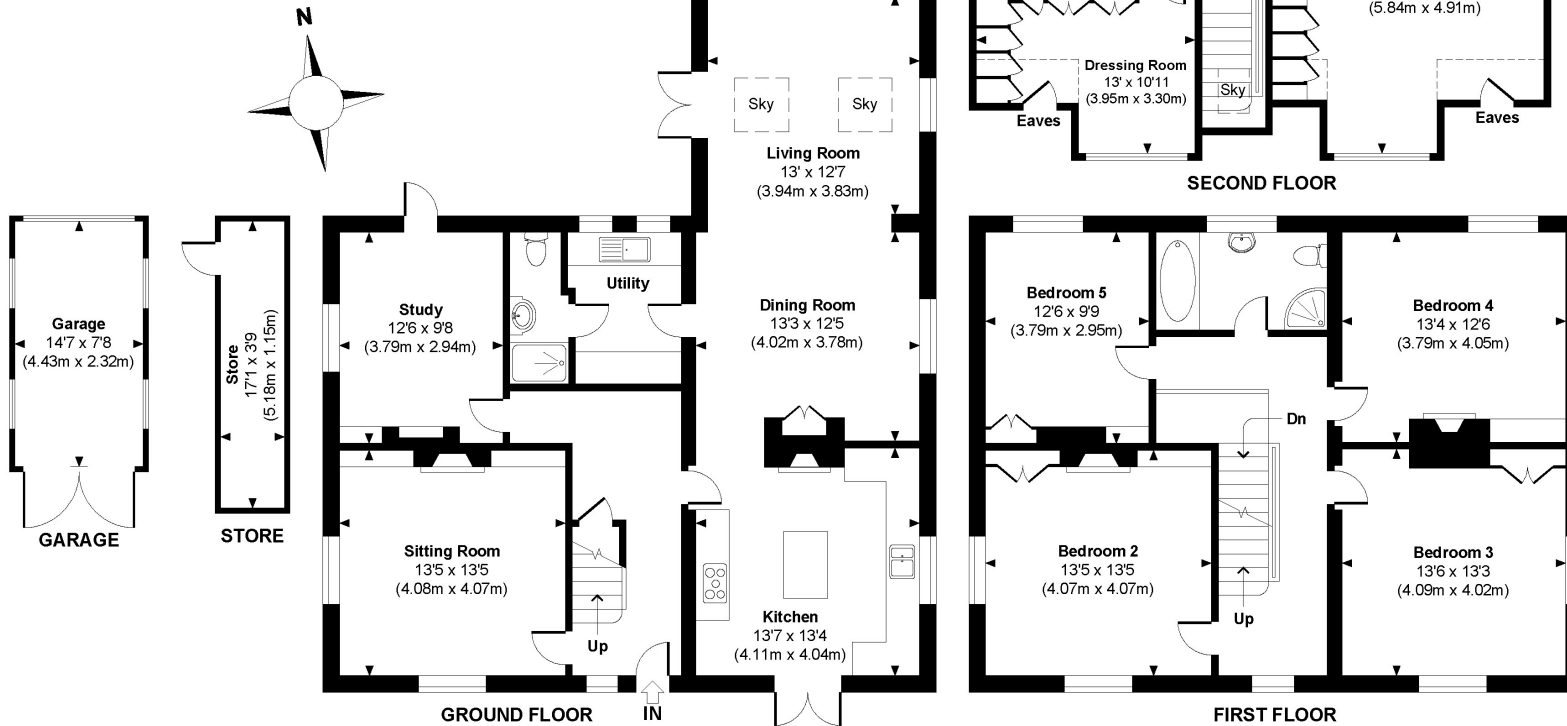 N
Garage
14'7 x 7'8
(4.43m x 2.32m)
GARAGE
Store
17'1 x 3'9
(5.18m x 1.15m)
STORE
Sky
Sky
Living Room
13' x 12'7
(3.94m x 3.83m)
Study
12'6 x 9'8
(3.79m x 2.94m)
Utility
Dining Room
13'3 x 12'5
(4.02m x 3.78m)
Sitting Room
13'5 x 13'5
(4.08m x 4.07m)
Up
Kitchen
13'7 x 13'4
(4.11m x 4.04m)
GROUND FLOOR
IN
(5.84m x 4.91m)
Dressing Room
13' x 10'11
(3.95m x 3.30m)
Sky
Eaves
Eaves
SECOND FLOOR
Bedroom 5
12'6 x 9'9
(3.79m x 2.95m)
Bedroom 4
13'4 x 12'6
(3.79m x 4.05m)
Dn
Bedroom 2
13'5 x 13'5
(4.07m x 4.07m)
Up
Bedroom 3
13'6 x 13'3
(4.09m x 4.02m)
FIRST FLOOR